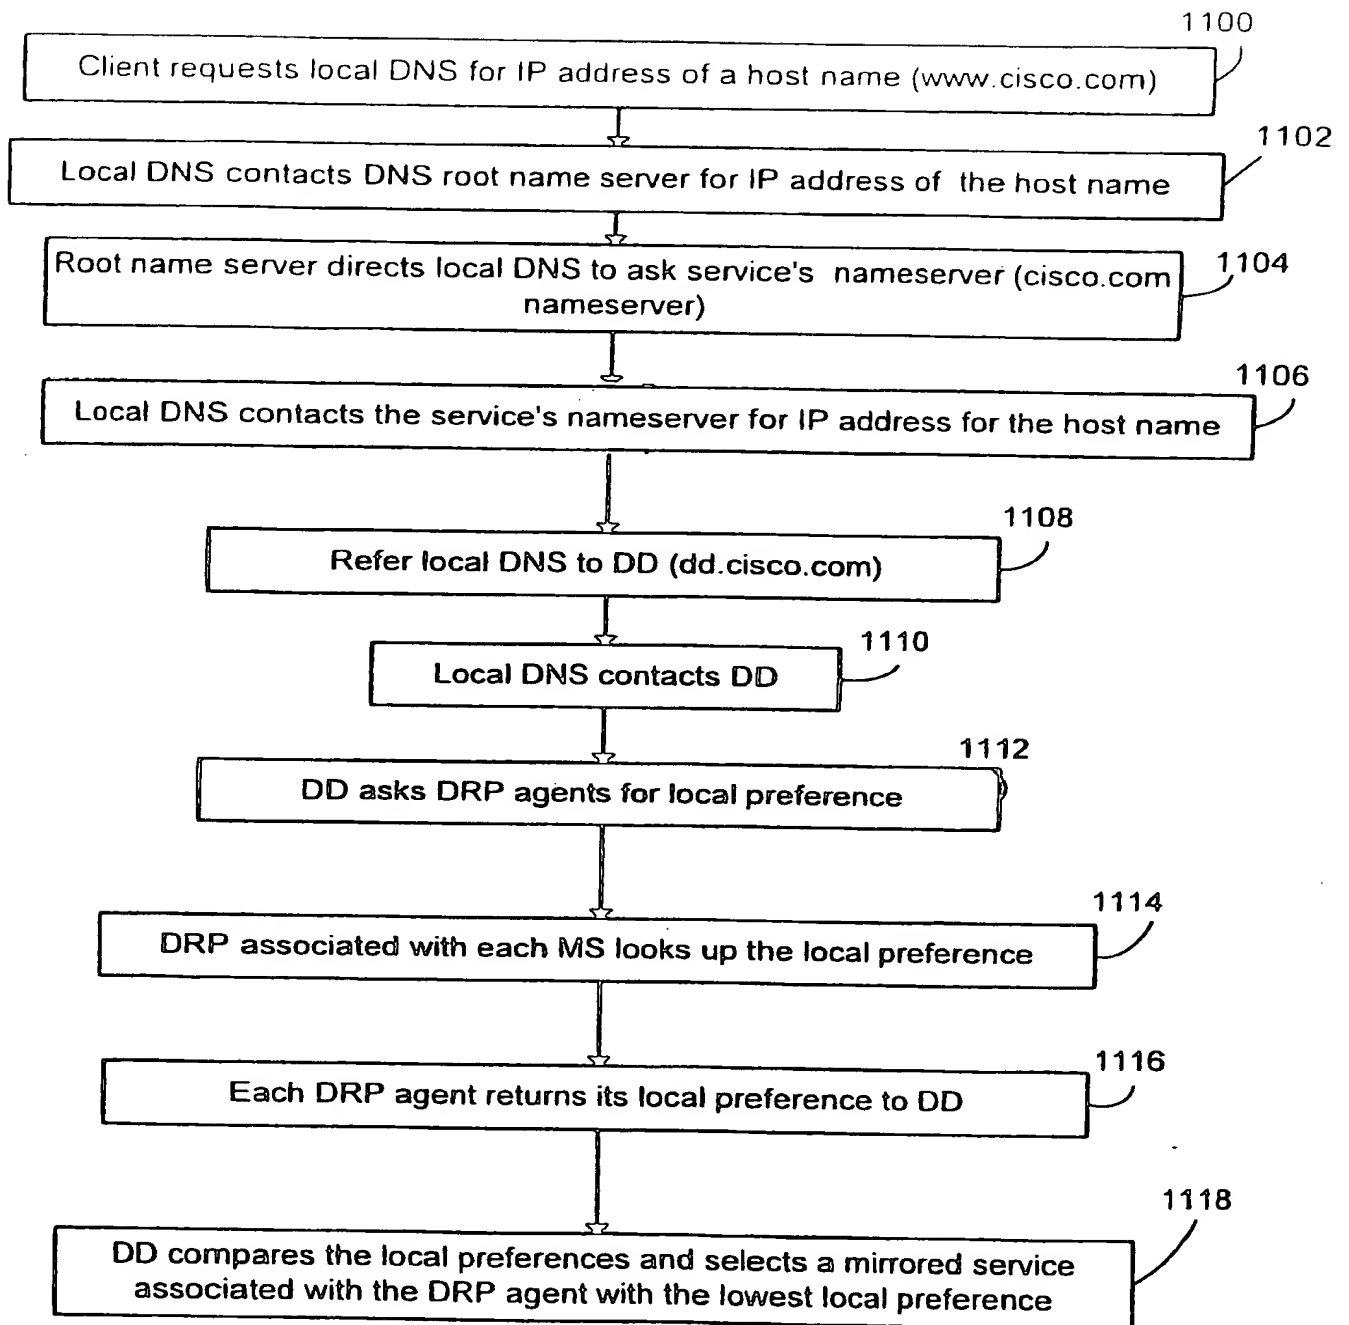 1100
Client requests local DNS for IP address of a host name (www.cisco.com)
1102
Local DNS contacts DNS root name server for IP address of the host name
1104
Root name server directs local DNS to ask service's nameserver (cisco.com
nameserver)
1106
Local DNS contacts the service's nameserver for IP address for the host name
1108
Refer local DNS to DD (dd.cisco.com)
1110
Local DNS contacts DD
1112
DD asks DRP agents for local preference
1114
DRP associated with each MS looks up the local preference
1116
Each DRP agent returns its local preference to DD
1118
DD compares the local preferences and selects a mirrored service
associated with the DRP agent with the lowest local preference